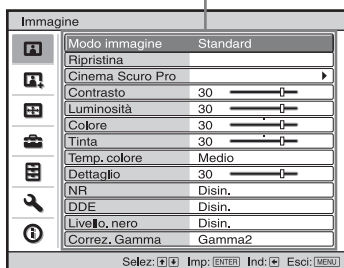 Immagine
Modo immagine Standard
Ripristina
Cinema Scuro Pro
Contrasto 30
Luminosità 30
Colore 30
Tinta 30
Temp. colore Medio
Dettaglio 30
NR Disin.
DDE Disin.
Livello. nero Disin.
Correz. Gamma Gamma2
Selez: Imp: ENTER Ind: Esci: MENU